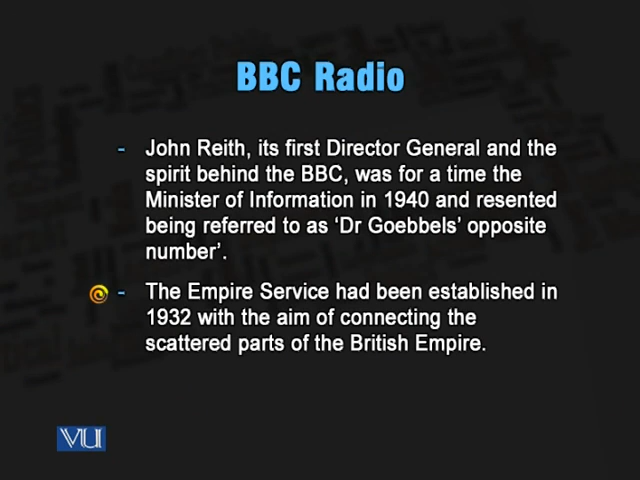 BBC Radio
- John Reith, its first Director General and the
spirit behind the BBC, was for a time the
Minister of Information in 1940 and resented
being referred to as ‘Dr Goebbels’ opposite
number’.
- The Empire Service had been established in
1932 with the aim of connecting the
scattered parts of the British Empire.
VU